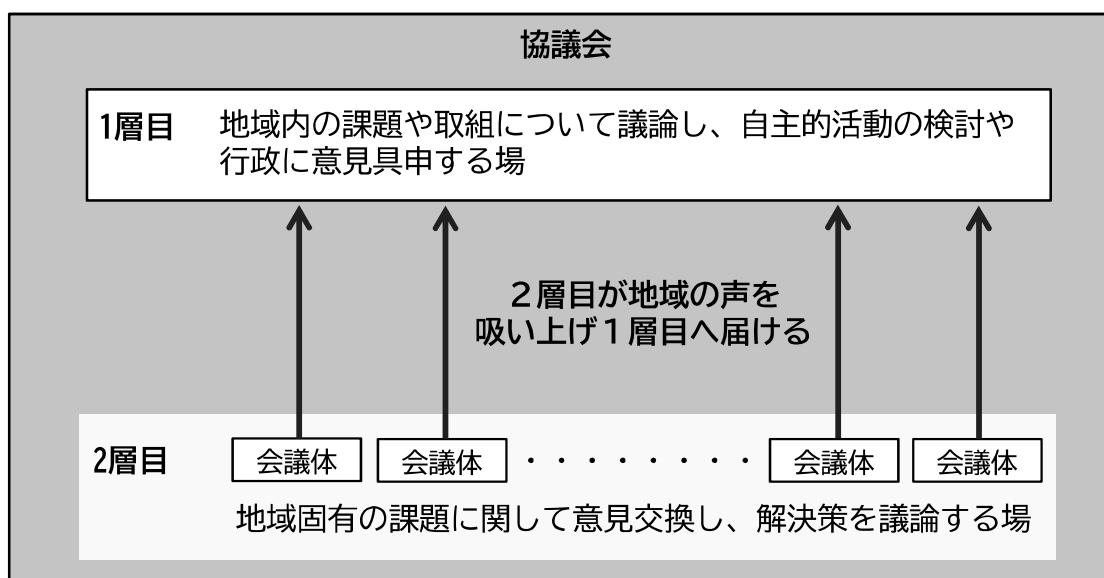 協議会
1層目 地域内の課題や取組について議論し、自主的活動の検討や
行政に意見具申する場
２層目が地域の声を
吸い上げ１層目へ届ける
2層目 会議体 会議体 ・・・・・・・・ 会議体 会議体
地域固有の課題に関して意見交換し、解決策を議論する場